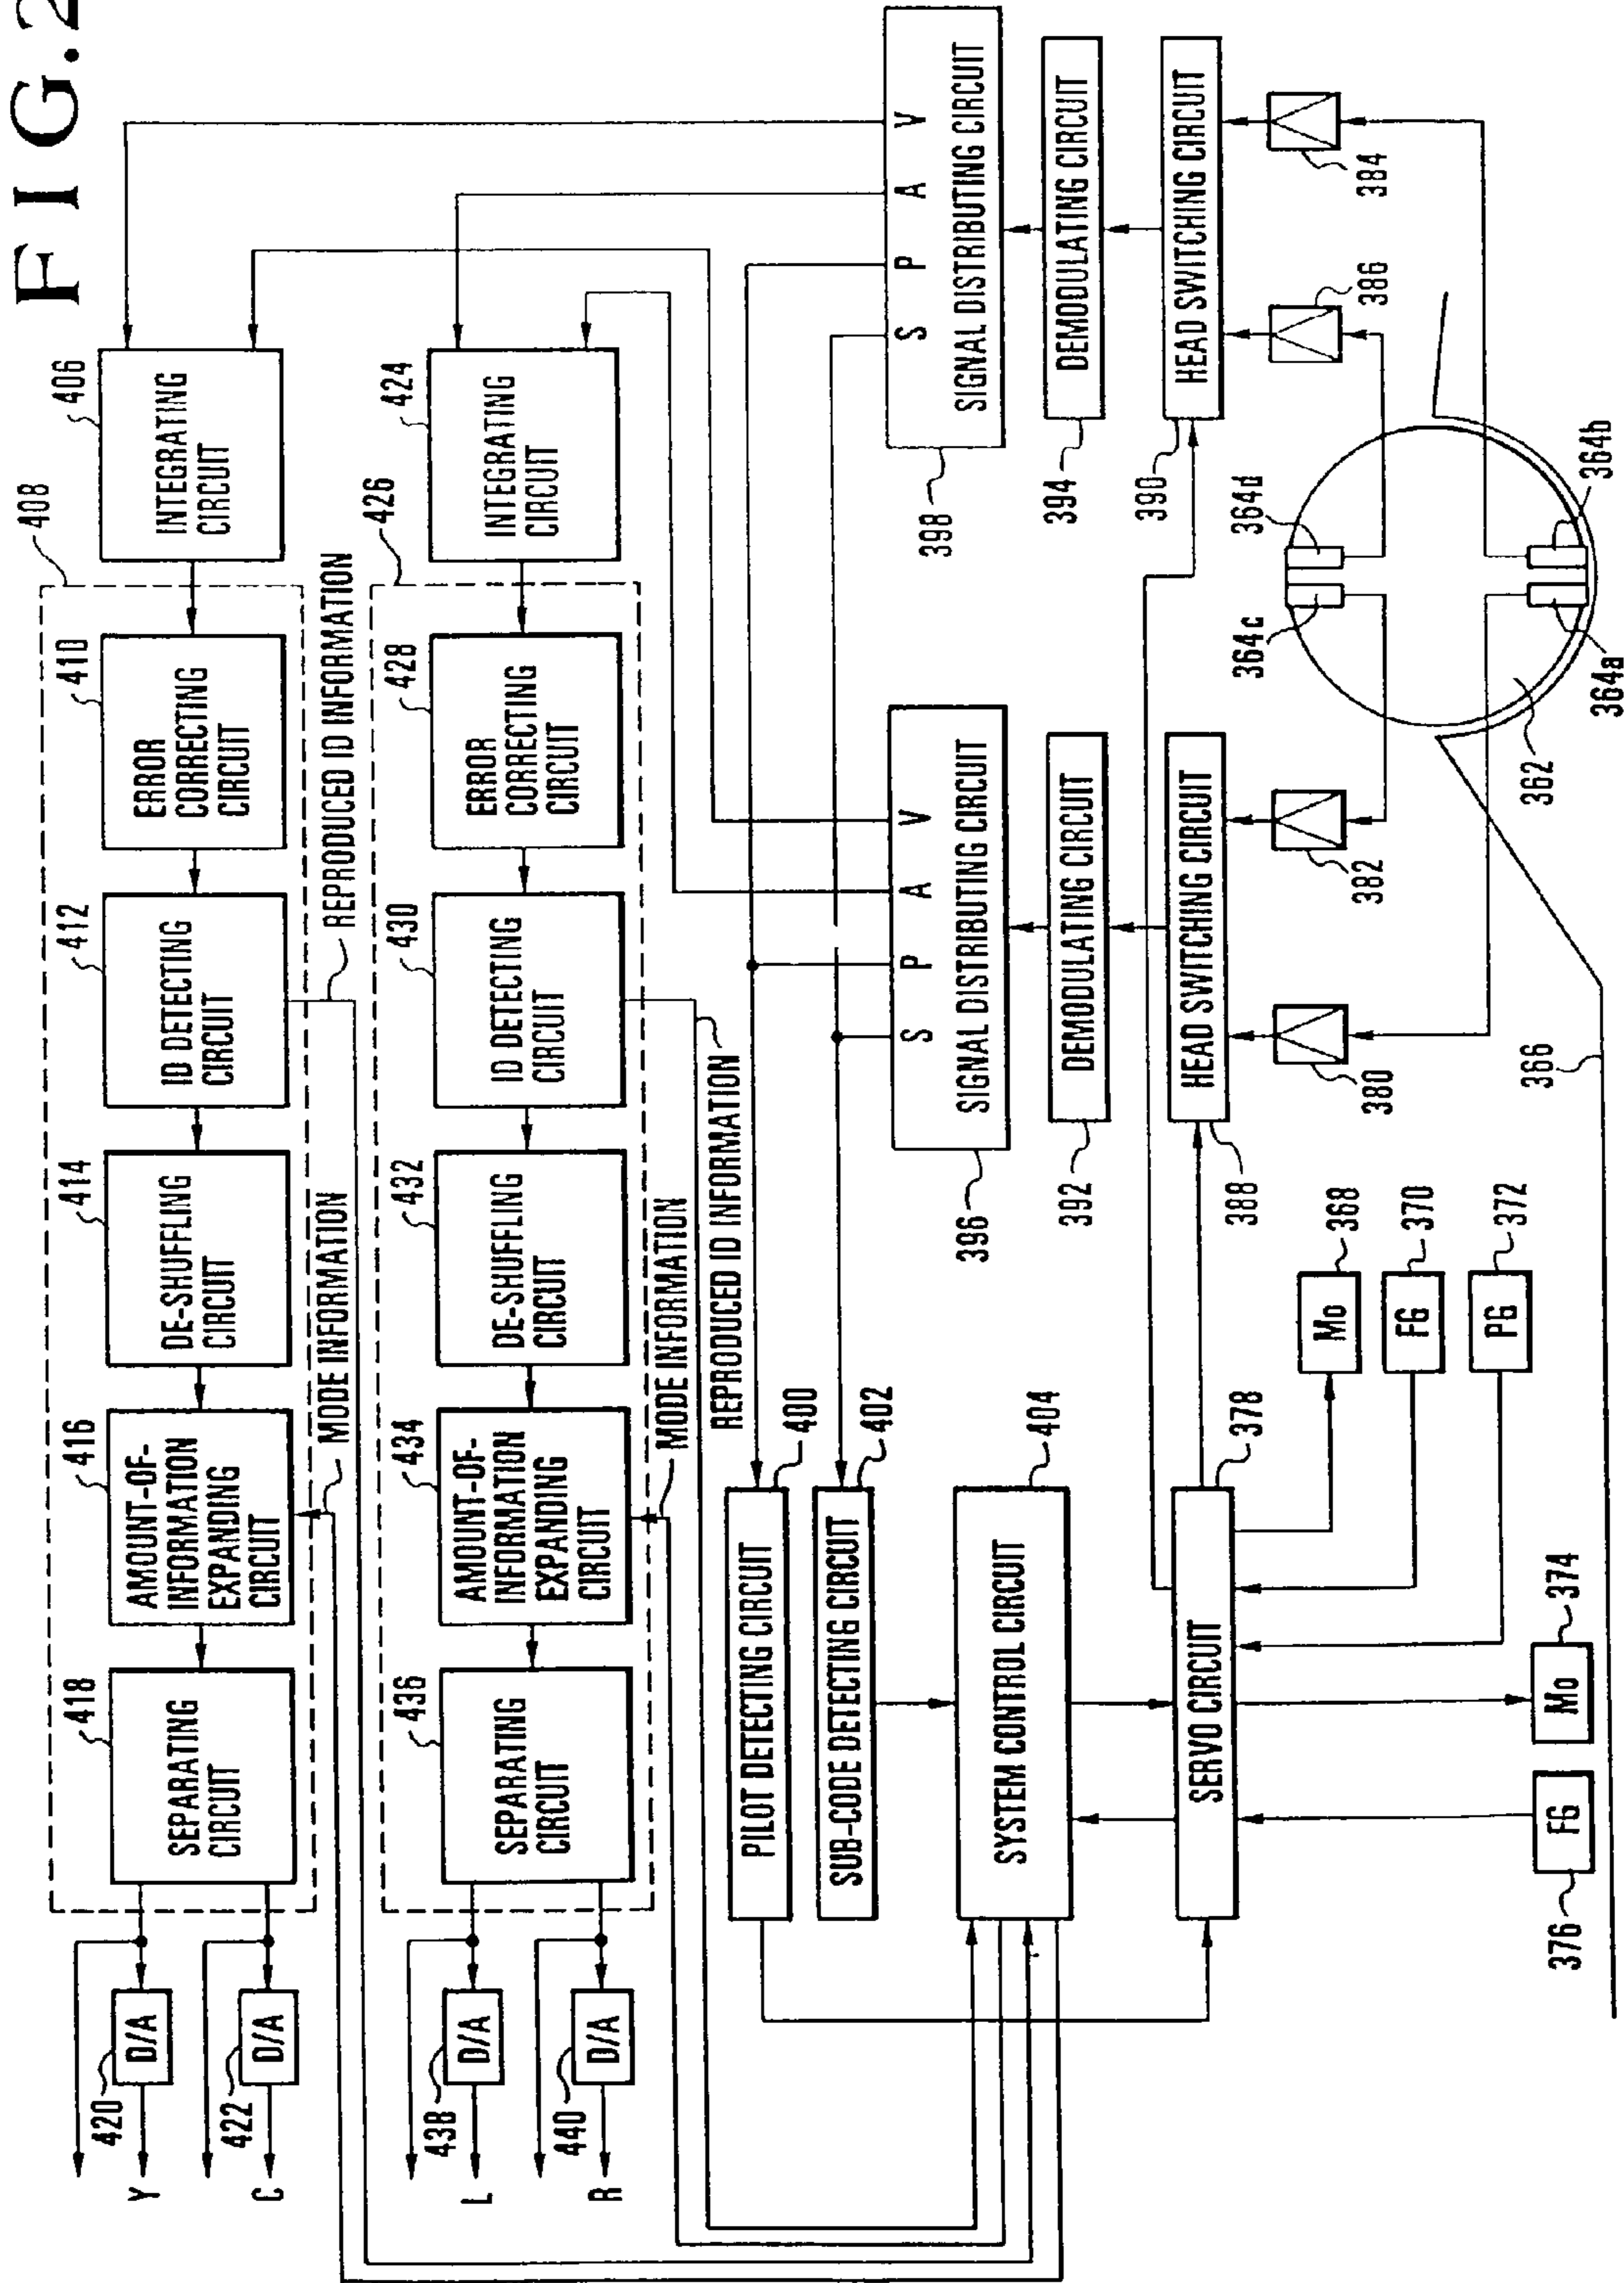 FIG.2
408
406
INTEGRATING
CIRCUIT
410
ERROR
CORRECTING
CIRCUIT
412
ID DETECTING
CIRCUIT
414
DE-SHUFFLING
CIRCUIT
416
AMOUNT-OF-
INFORMATION
EXPANDING
CIRCUIT
418
SEPARATING
CIRCUIT
420
D/A
Y
422
D/A
C
REPRODUCED ID INFORMATION
MODE INFORMATION
426
424
INTEGRATING
CIRCUIT
428
ERROR
CORRECTING
CIRCUIT
430
ID DETECTING
CIRCUIT
432
DE-SHUFFLING
CIRCUIT
434
AMOUNT-OF-
INFORMATION
EXPANDING
CIRCUIT
436
SEPARATING
CIRCUIT
438
D/A
L
440
D/A
R
MODE INFORMATION
REPRODUCED ID INFORMATION
PILOT DETECTING CIRCUIT
400
SUB-CODE DETECTING CIRCUIT
402
SYSTEM CONTROL CIRCUIT
404
SERVO CIRCUIT
378
S P A V
SIGNAL DISTRIBUTING CIRCUIT
396
S P A V
SIGNAL DISTRIBUTING CIRCUIT
398
DEMODULATING CIRCUIT
392
DEMODULATING CIRCUIT
394
HEAD SWITCHING CIRCUIT
388
HEAD SWITCHING CIRCUIT
390
380
382
386
384
Mo
368
FG
370
PG
372
Mo
374
FG
376
366
362
364c
364d
364a
364b